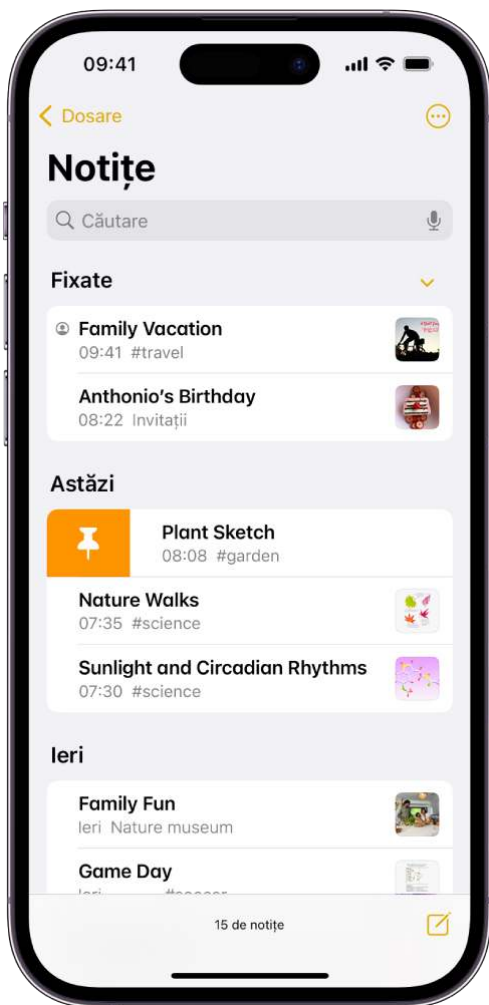 09:41
Dosare
Notițe
Căutare
Fixate
Family Vacation
09:41 #travel
Anthonio's Birthday
08:22 Invitații
Astăzi
Plant Sketch
08:08 #garden
Nature Walks
07:35 #science
Sunlight and Circadian Rhythms
07:30 #science
Ieri
Family Fun
Ieri Nature museum
Game Day
Ieri #soccer
15 de notițe